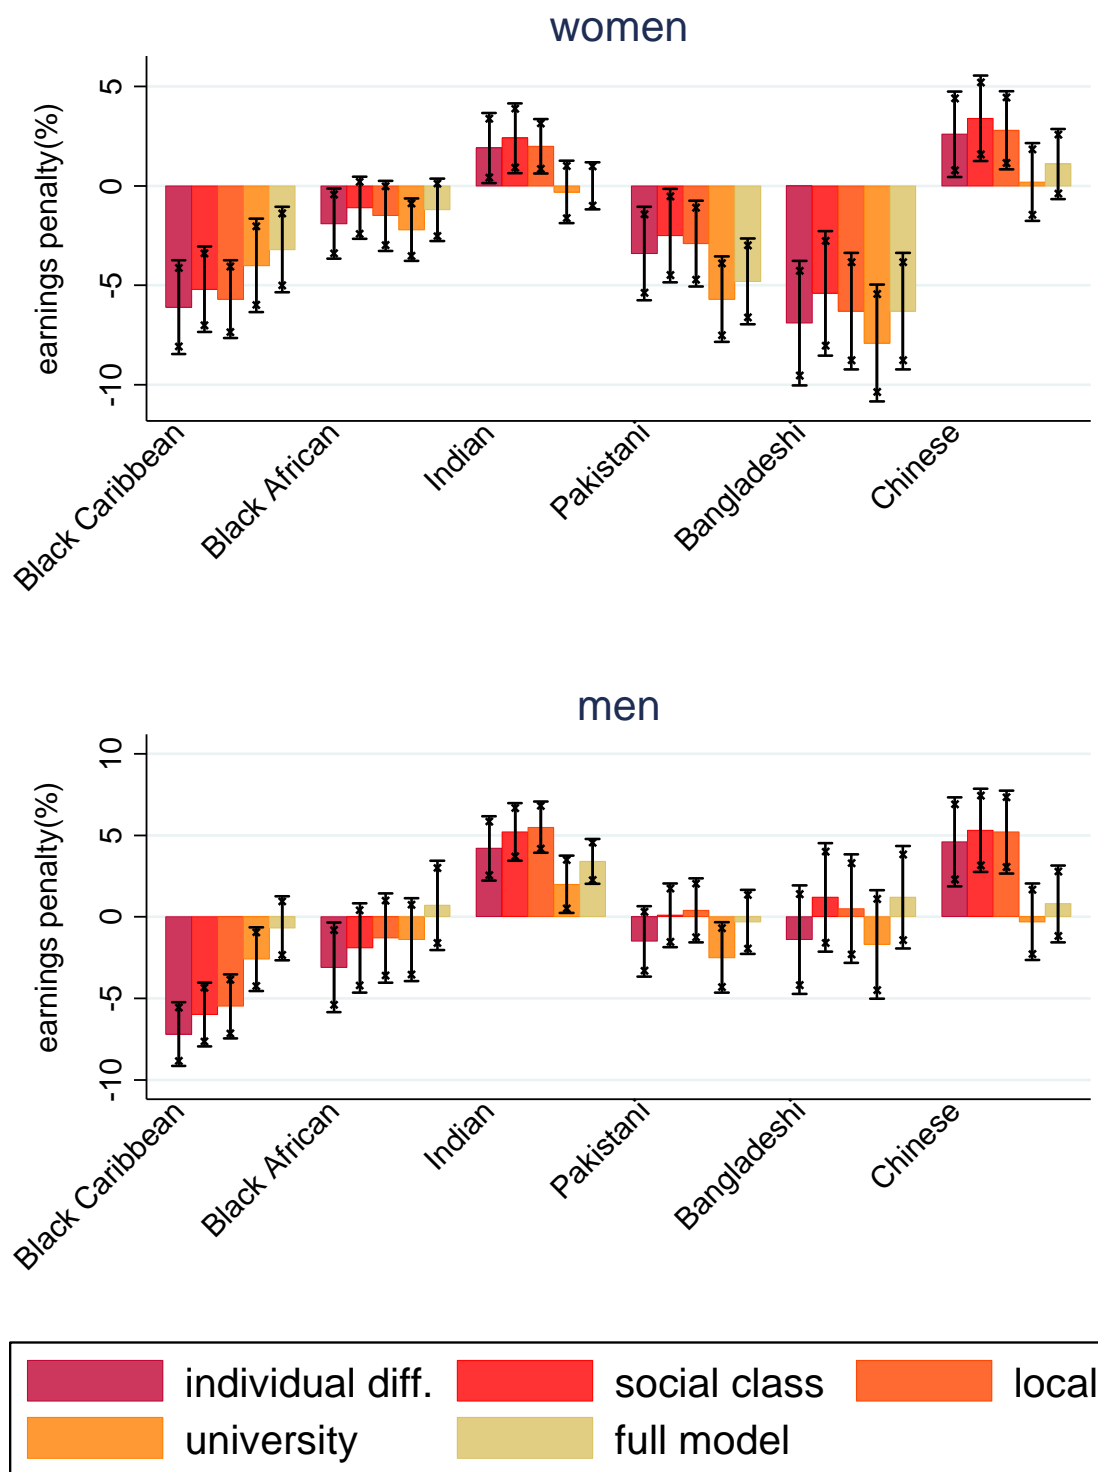 women
earnings penalty(%)
5
0
-5
-10
Black Caribbean
Black African
Indian
Pakistani
Bangladeshi
Chinese
men
earnings penalty(%)
10
5
0
-5
-10
Black Caribbean
Black African
Indian
Pakistani
Bangladeshi
Chinese
individual diff. social class local
university full model